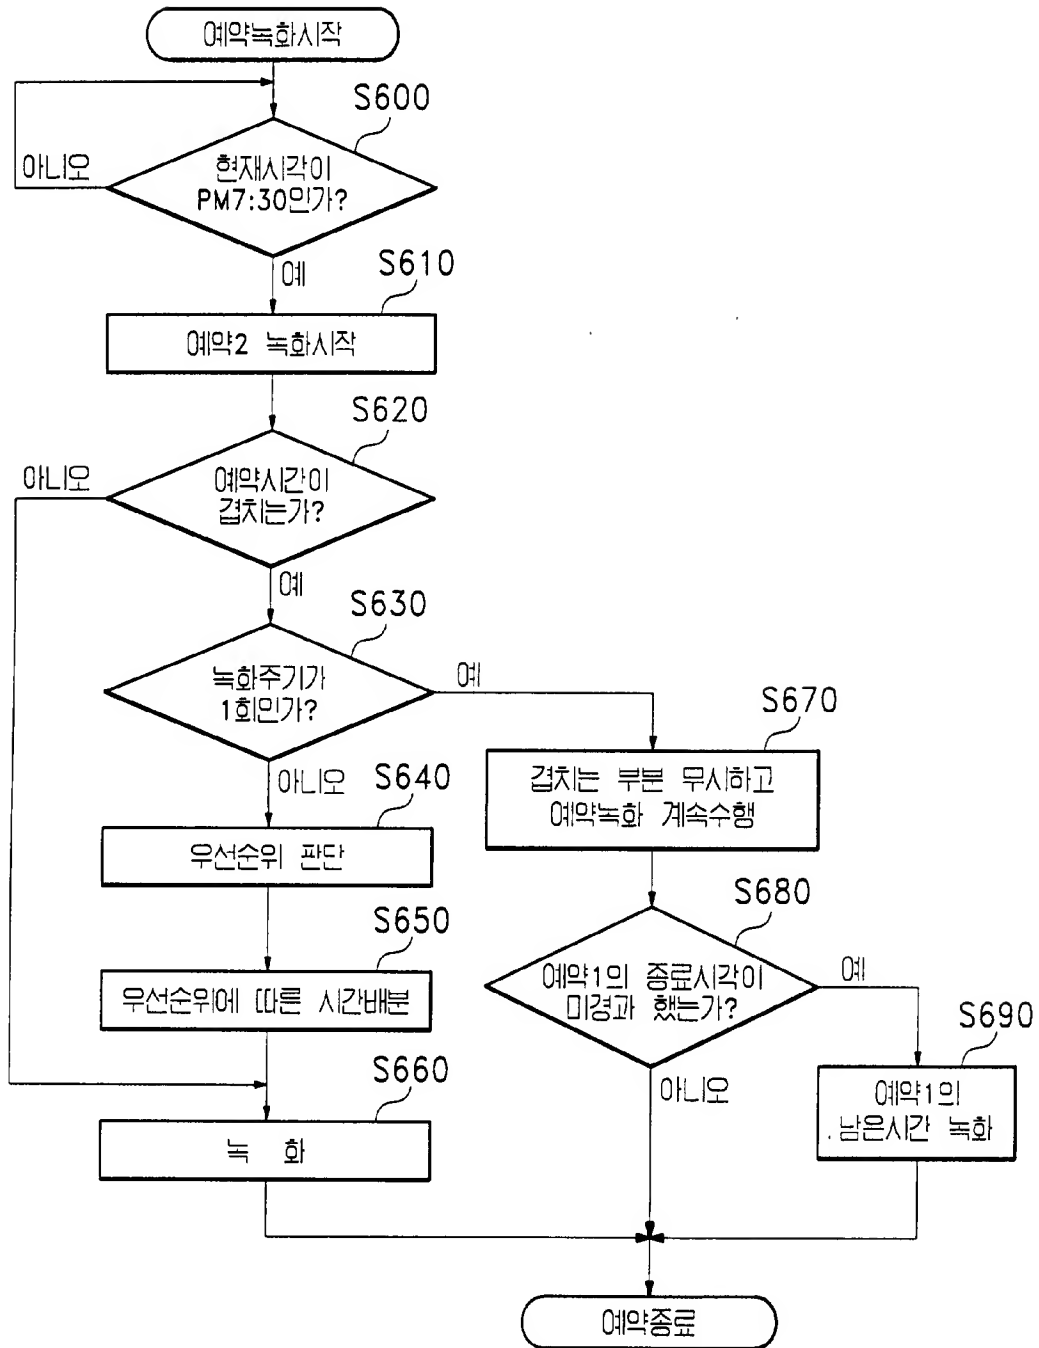 예약녹화시작
S600
아니오
현재시각이
PM7:30인가?
예
S610
예약2 녹화시작
S620
아니오
예약시간이
겹치는가?
예
S630
녹화주기가
1회인가?
예
S670
겹치는 부분 무시하고
예약녹화 계속수행
아니오
S640
우선순위 판단
S680
예약1의 종료시각이
미경과 했는가?
예
S650
우선순위에 따른 시간배분
S690
예약1의
남은시간 녹화
아니오
S660
녹 화
예약종료